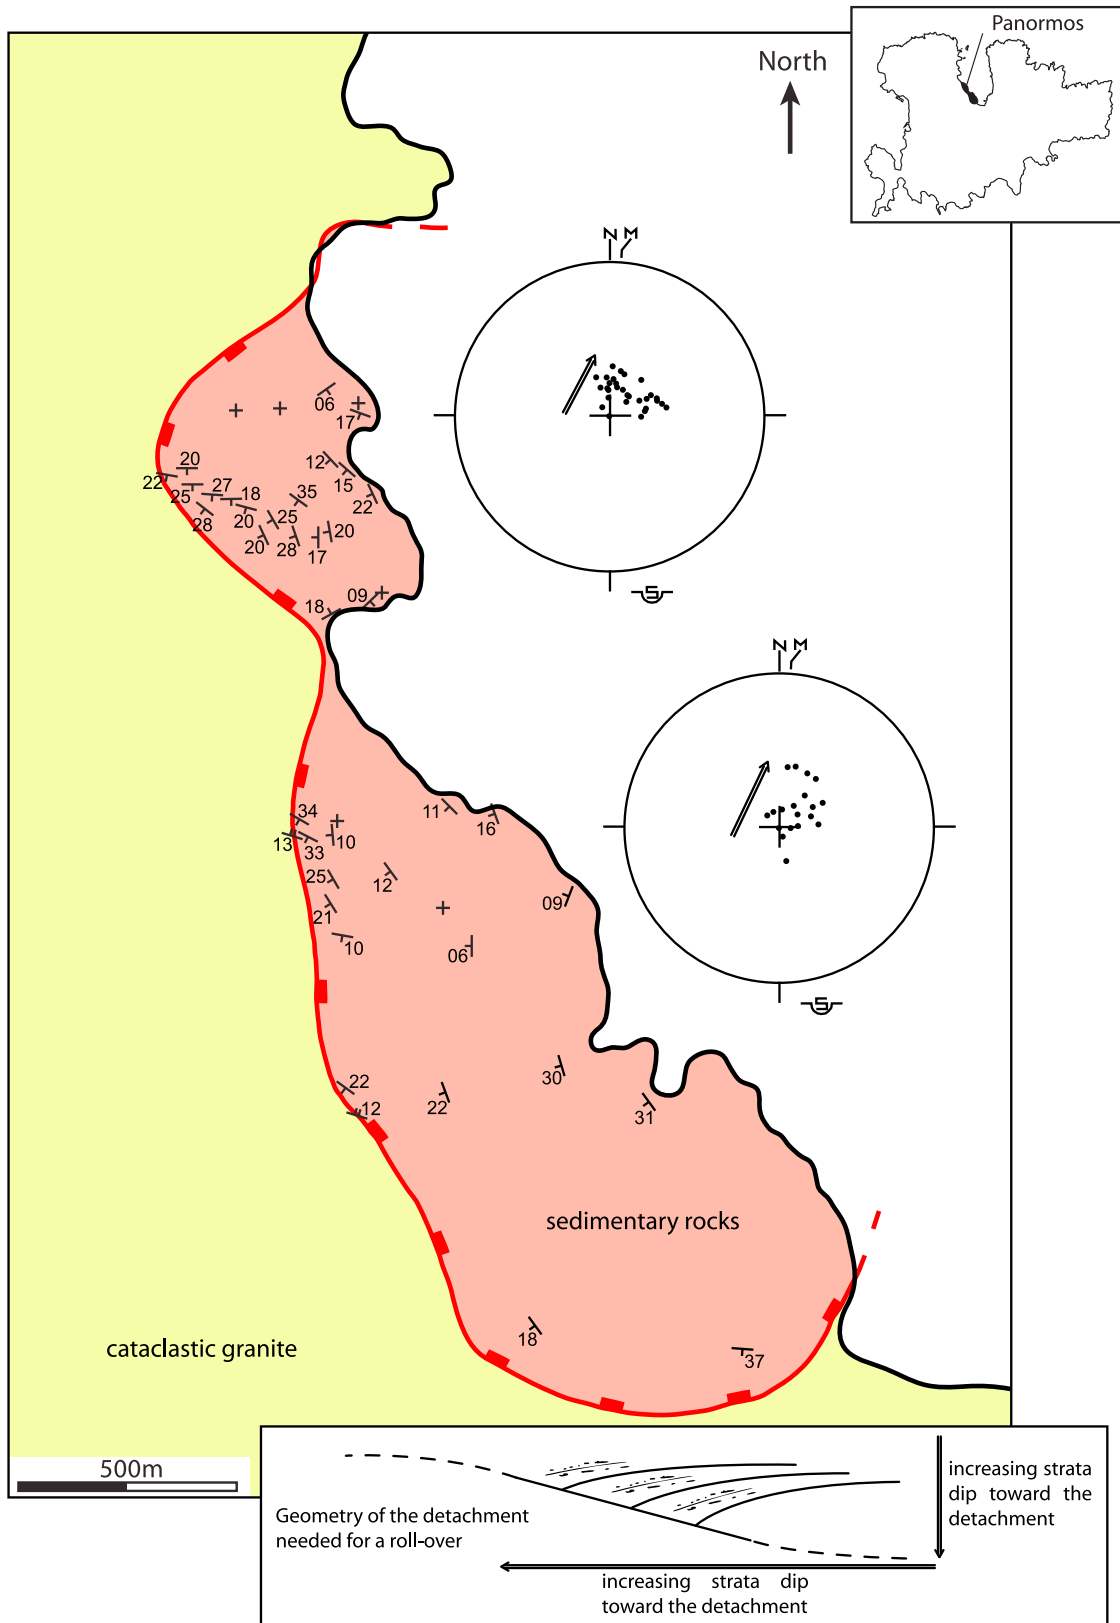 Panormos
North
N M
S
06
17
20
22
12
15
27
18
35
25
22
28
20
25
20
28
17
20
18
09
N M
S
34
11
16
13
33
10
25
12
21
09
10
06
22
30
12
22
31
sedimentary rocks
18
cataclastic granite
37
500m
Geometry of the detachment
needed for a roll-over
increasing strata
dip toward the
detachment
increasing strata dip
toward the detachment